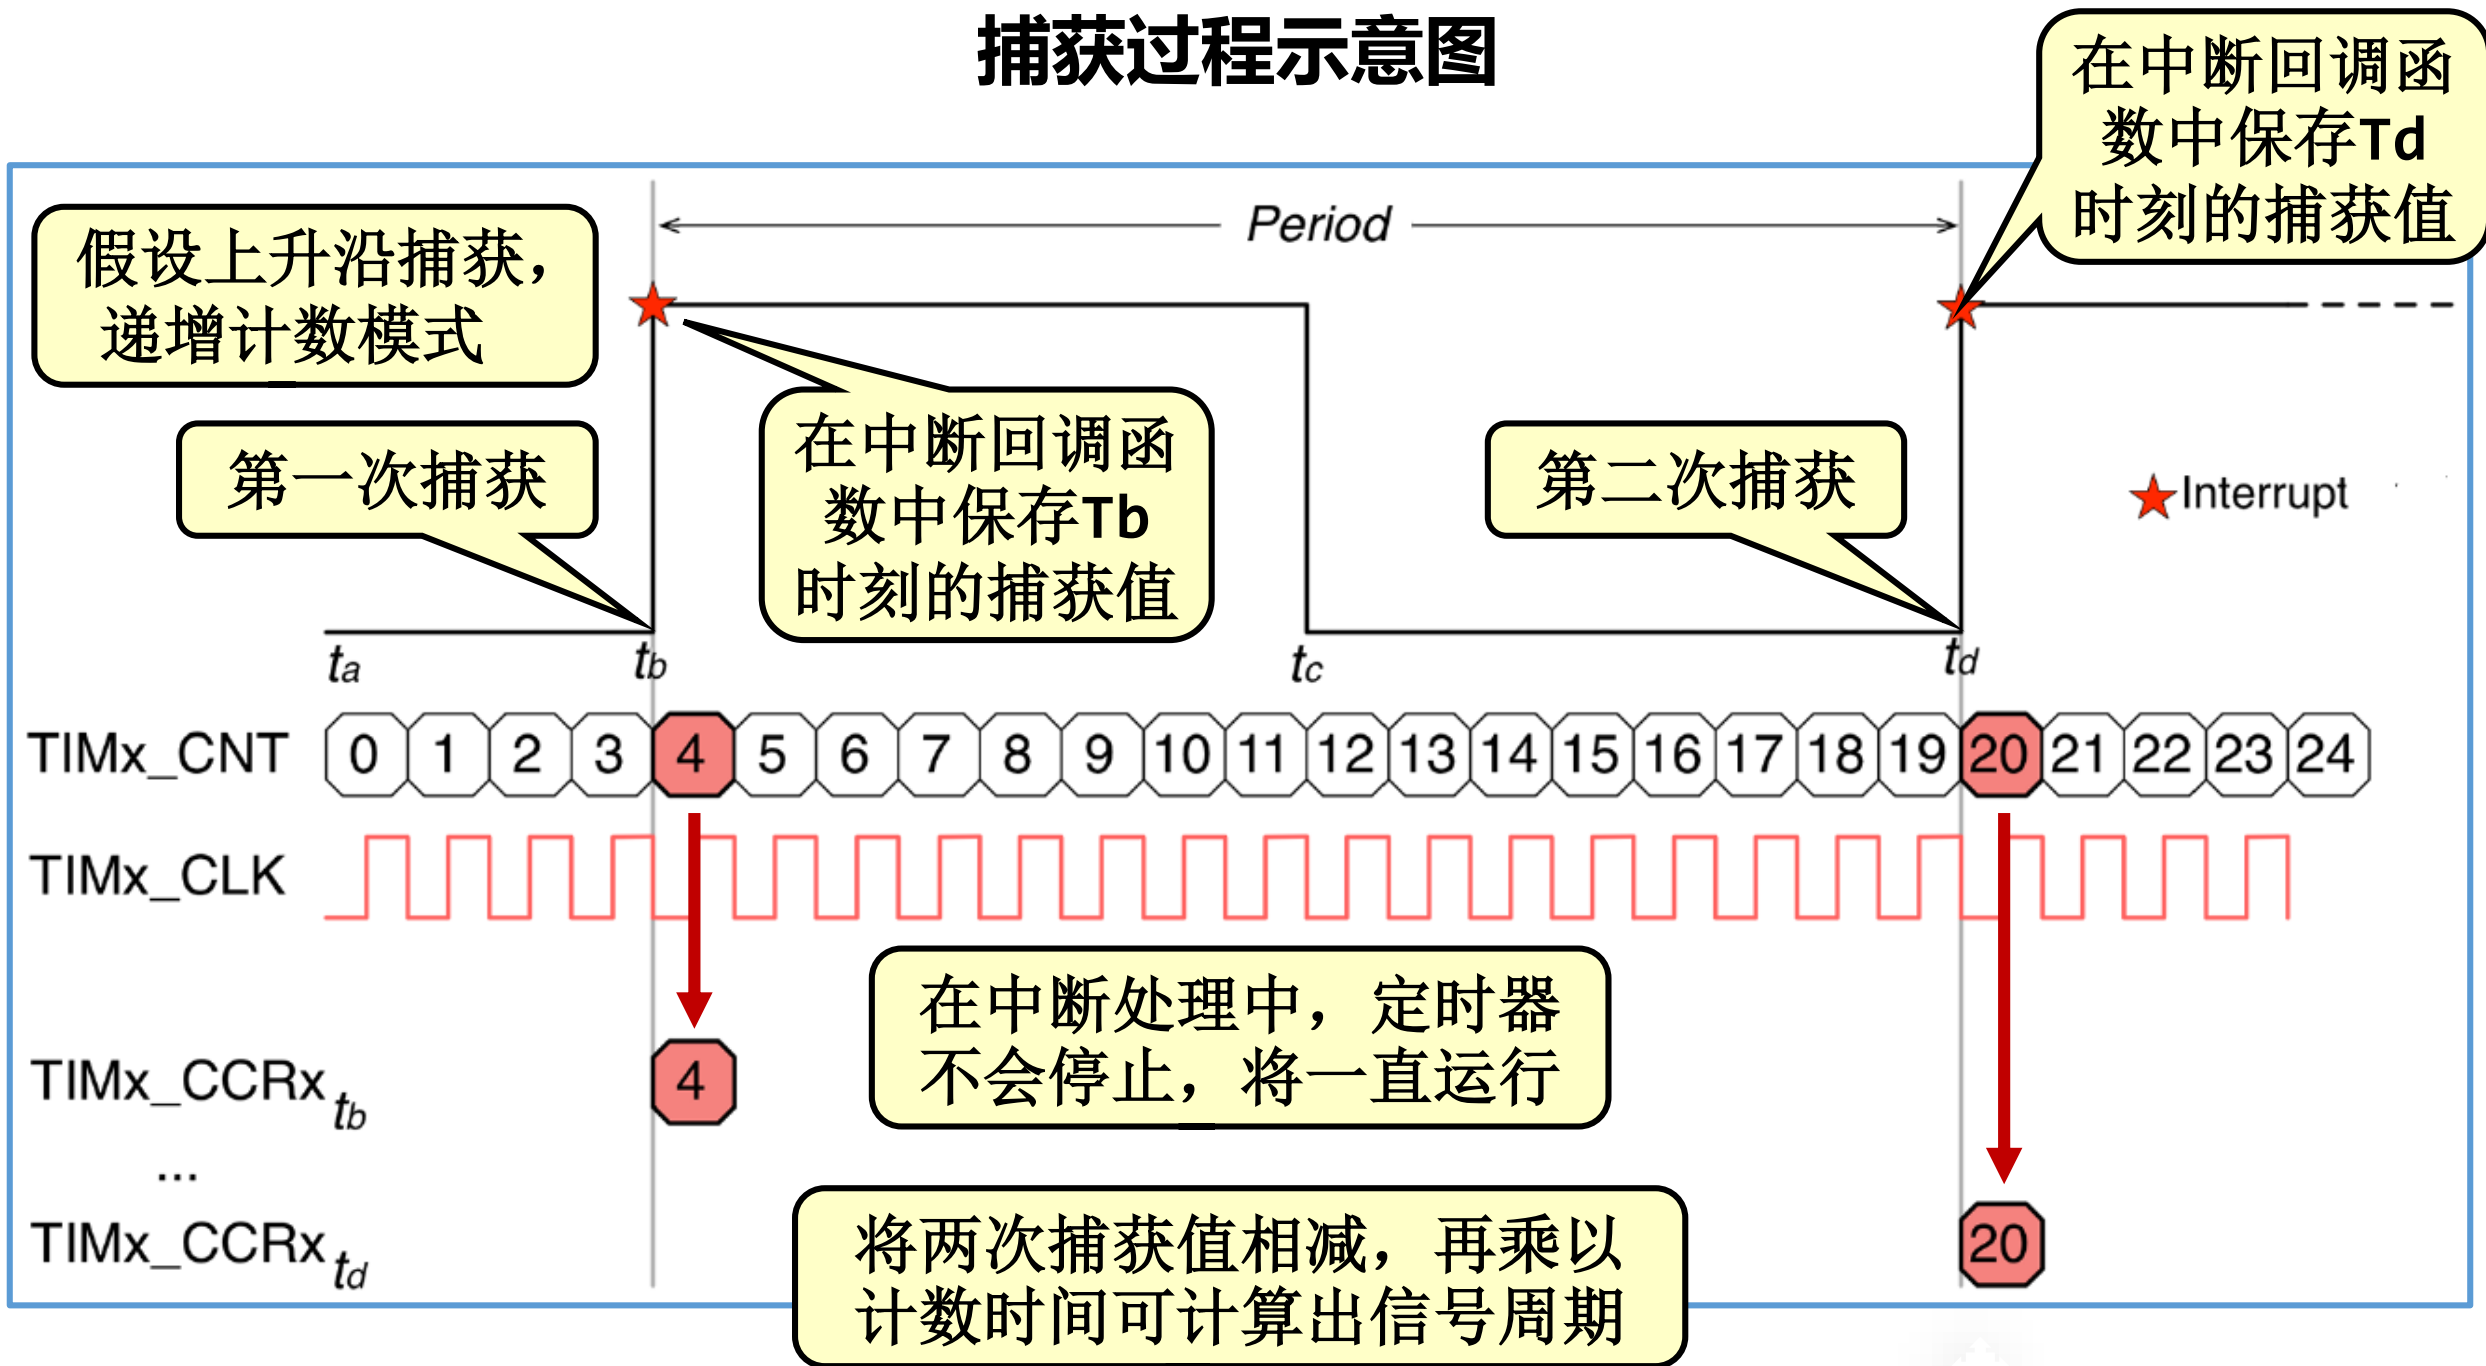 捕获过程示意图
在中断回调函
数中保存Td
时刻的捕获值
假设上升沿捕获，
递增计数模式
Period
第一次捕获
在中断回调函
数中保存Tb
时刻的捕获值
第二次捕获
Interrupt
ta tb tc td
TIMx_CNT 0 1 2 3 4 5 6 7 8 9 10 11 12 13 14 15 16 17 18 19 20 21 22 23 24
TIMx_CLK
在中断处理中，定时器
不会停止，将一直运行
TIMx_CCRx tb 4
...
TIMx_CCRx td 20
将两次捕获值相减，再乘以
计数时间可计算出信号周期